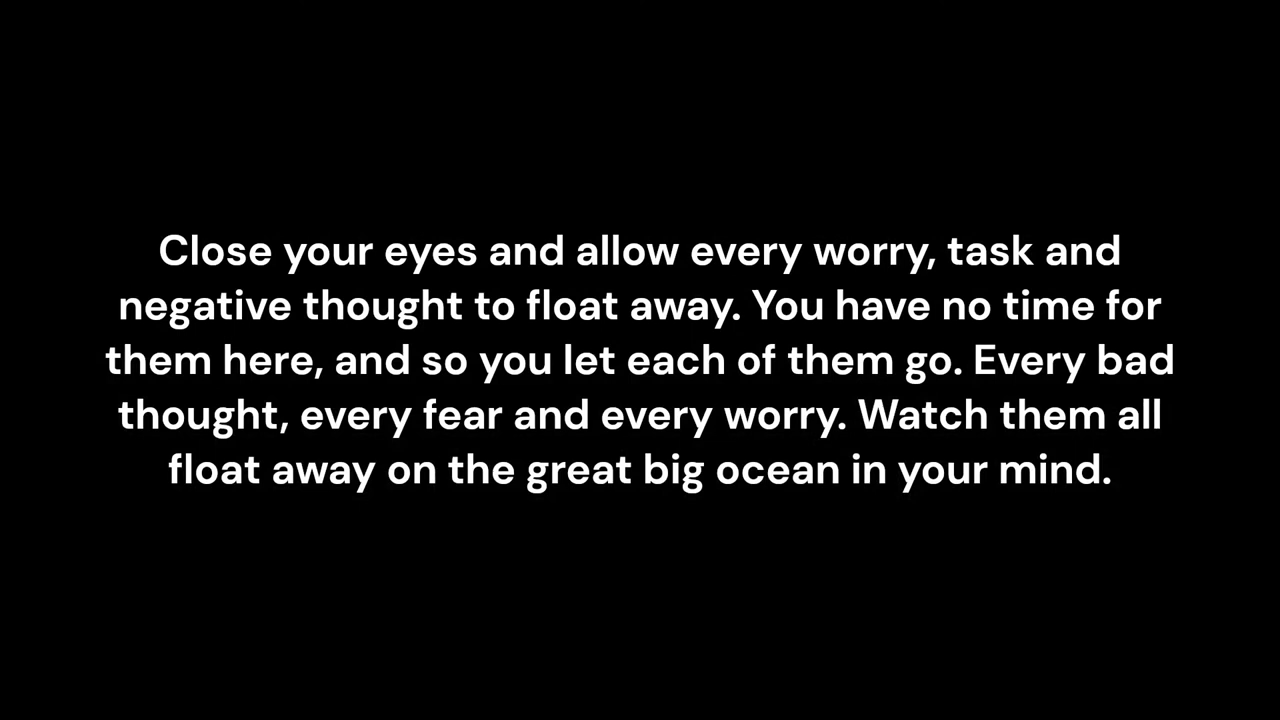 Close your eyes and allow every worry, task and
negative thought to float away. You have no time for
them here, and so you let each of them go. Every bad
thought, every fear and every worry. Watch them all
float away on the great big ocean in your mind.